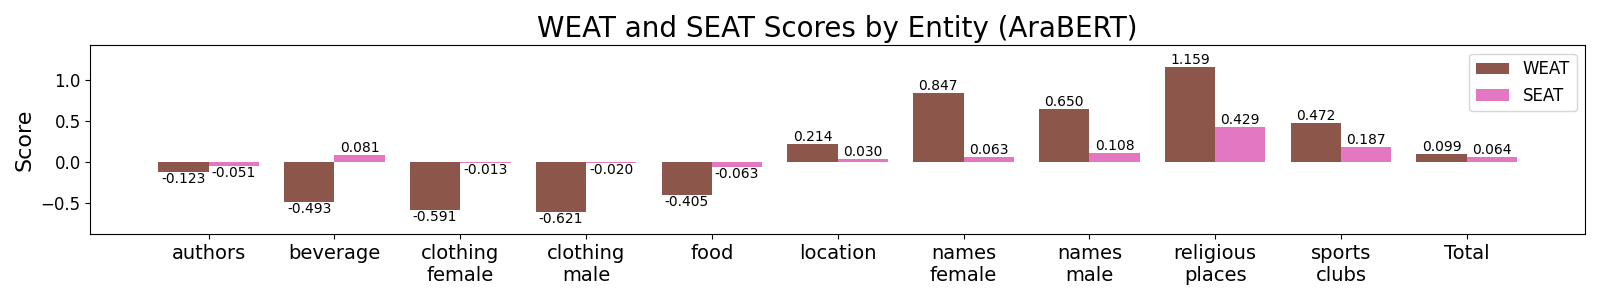 WEAT and SEAT Scores by Entity (AraBERT)
Score
1.0
0.5
0.0
−0.5
WEAT
SEAT
-0.123
-0.051
-0.493
0.081
-0.591
-0.013
-0.621
-0.020
-0.405
-0.063
0.214
0.030
0.847
0.063
0.650
0.108
1.159
0.429
0.472
0.187
0.099
0.064
authors
beverage
clothing
female
clothing
male
food
location
names
female
names
male
religious
places
sports
clubs
Total